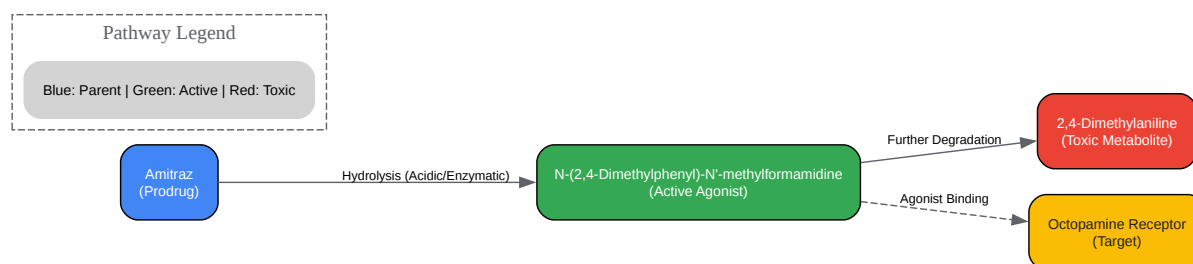 Pathway Legend
Blue: Parent | Green: Active | Red: Toxic
Amitraz
(Prodrug)
Hydrolysis (Acidic/Enzymatic)
N-(2,4-Dimethylphenyl)-N'-methylformamidine
(Active Agonist)
Further Degradation
2,4-Dimethylaniline
(Toxic Metabolite)
Agonist Binding
Octopamine Receptor
(Target)